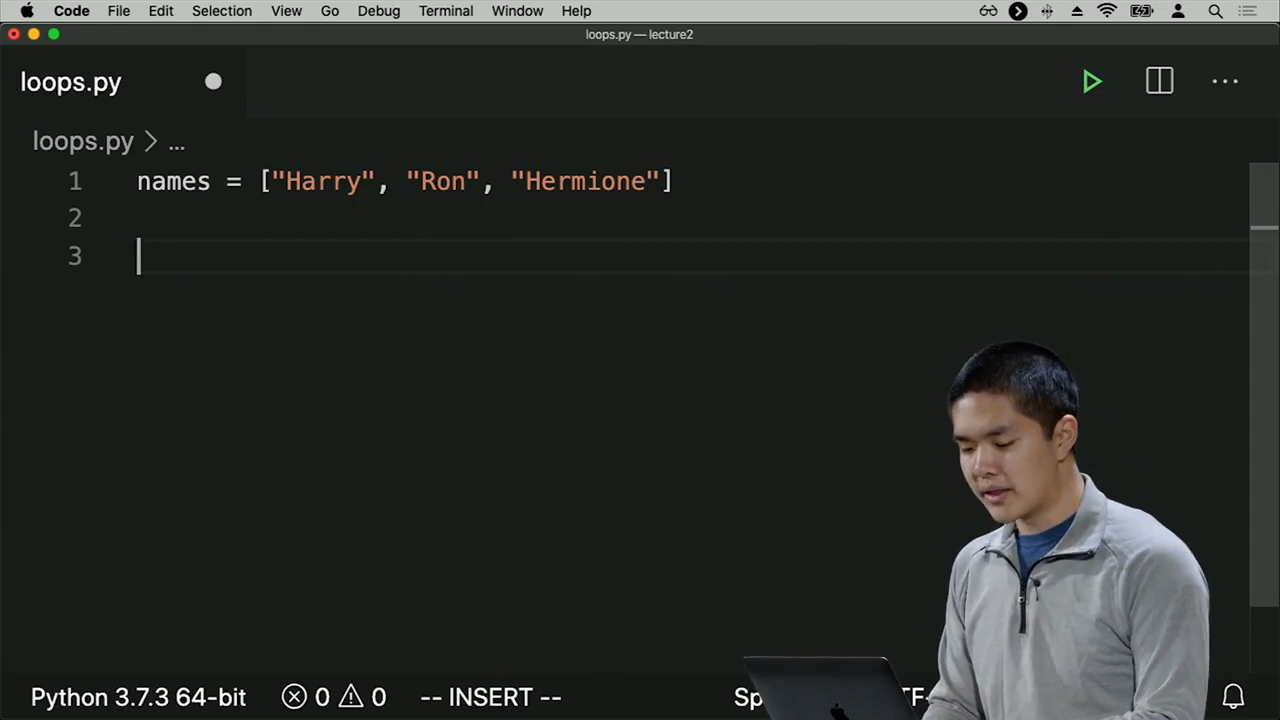 Code File Edit Selection View Go Debug Terminal Window Help
loops.py — lecture2
loops.py
loops.py > ...
1 names = ["Harry", "Ron", "Hermione"]
2
3
Python 3.7.3 64-bit 0 0 -- INSERT --